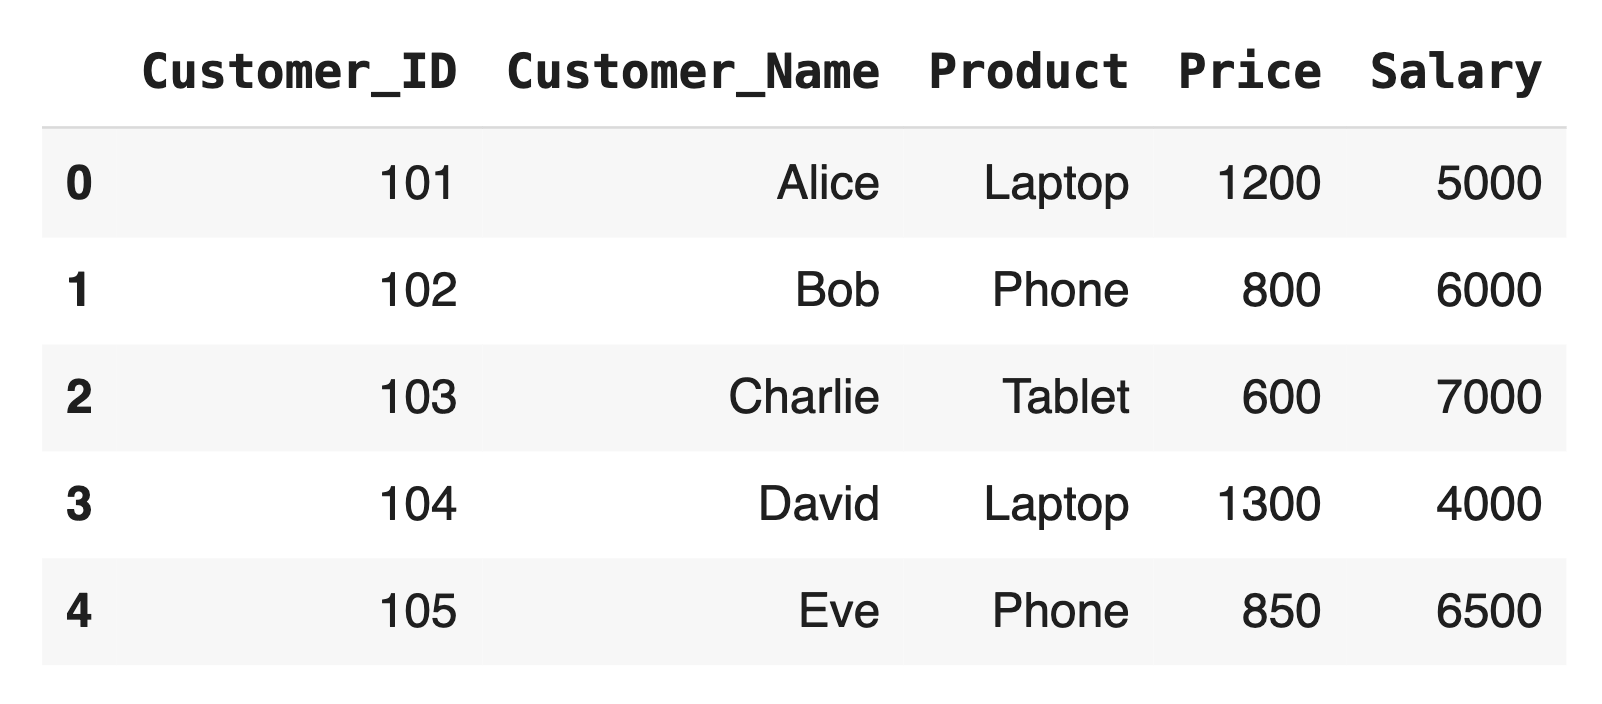 Customer_ID Customer_Name Product Price Salary
0 101 Alice Laptop 1200 5000
1 102 Bob Phone 800 6000
2 103 Charlie Tablet 600 7000
3 104 David Laptop 1300 4000
4 105 Eve Phone 850 6500